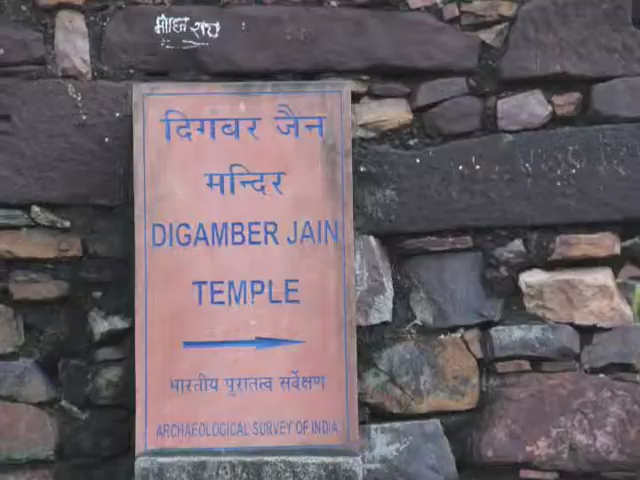 दिगबर जैन
मन्दिर
DIGAMBER JAIN
TEMPLE
भारतीय पुरातत्व सर्वेक्षण
ARCHAEOLOGICAL SURVEY OF INDIA